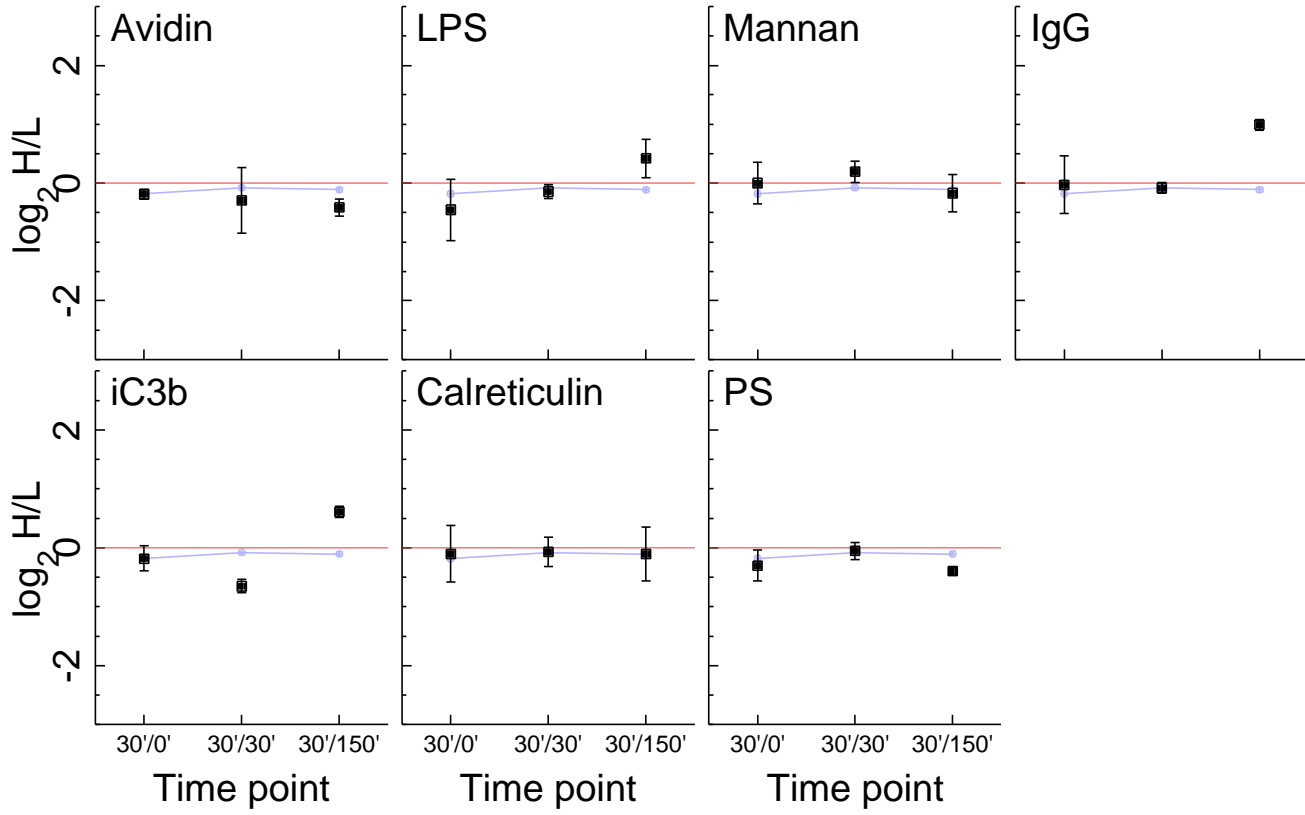 Avidin
LPS
Mannan
IgG
2
0
-2
log2 H/L
iC3b
Calreticulin
PS
2
0
-2
log2 H/L
30'/0' 30'/30' 30'/150'
30'/0' 30'/30' 30'/150'
30'/0' 30'/30' 30'/150'
Time point
Time point
Time point